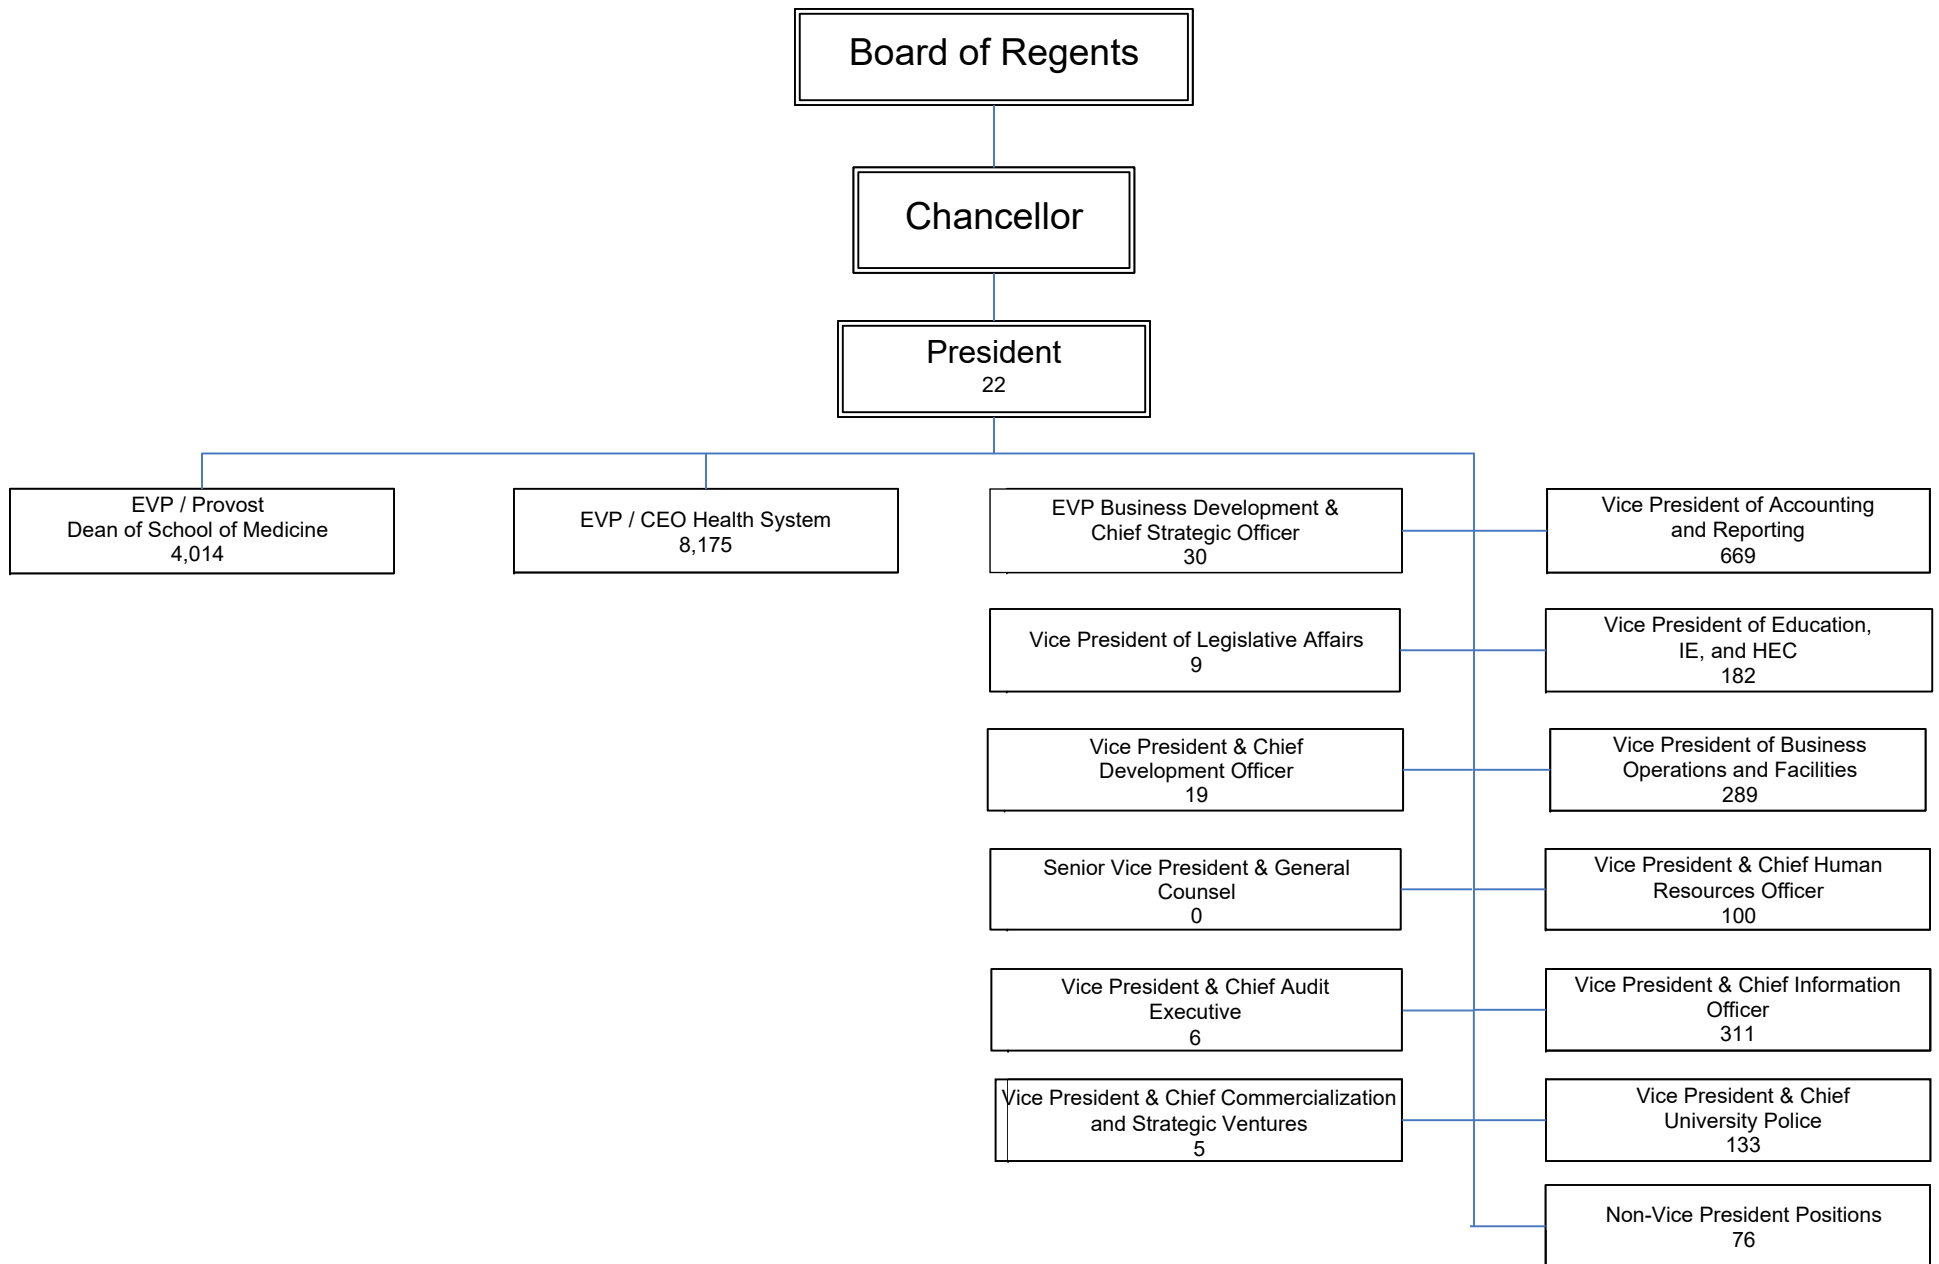 Board of Regents
Chancellor
President
22
EVP / Provost
Dean of School of Medicine
4,014
EVP / CEO Health System
8,175
EVP Business Development &
Chief Strategic Officer
30
Vice President of Accounting
and Reporting
669
Vice President of Legislative Affairs
9
Vice President of Education,
IE, and HEC
182
Vice President & Chief
Development Officer
19
Vice President of Business
Operations and Facilities
289
Senior Vice President & General
Counsel
0
Vice President & Chief Human
Resources Officer
100
Vice President & Chief Audit
Executive
6
Vice President & Chief Information
Officer
311
Vice President & Chief Commercialization
and Strategic Ventures
5
Vice President & Chief
University Police
133
Non-Vice President Positions
76